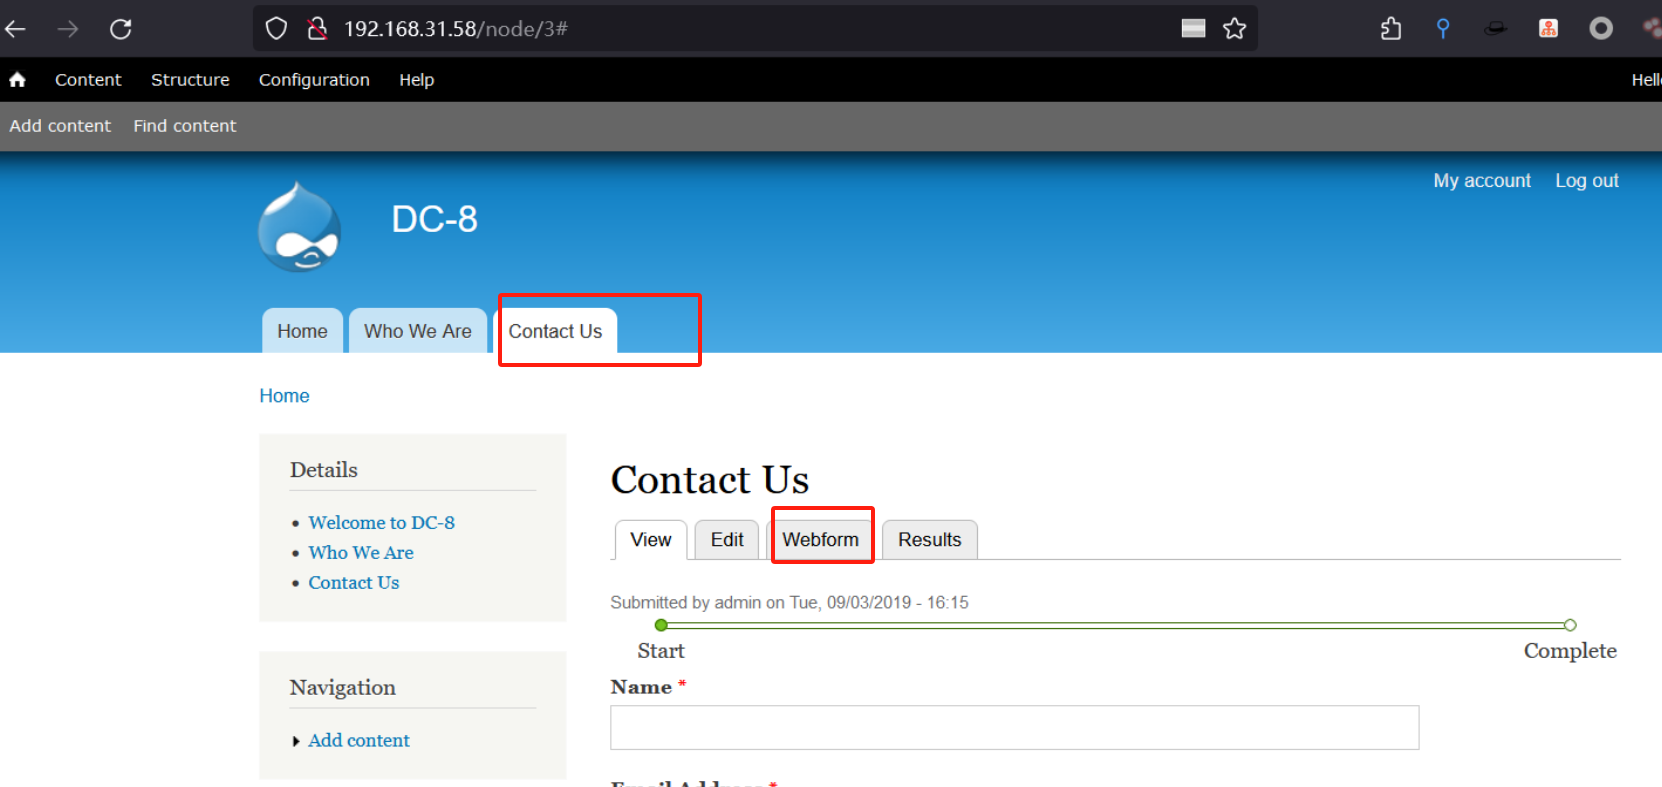 192.168.31.58/node/3#
Content Structure Configuration Help
Add content Find content
My account Log out
DC-8
Home Who We Are Contact Us
Home
Details
Welcome to DC-8
Who We Are
Contact Us
Navigation
Add content
Contact Us
View Edit Webform Results
Submitted by admin on Tue, 09/03/2019 - 16:15
Start Complete
Name *
Email Address *